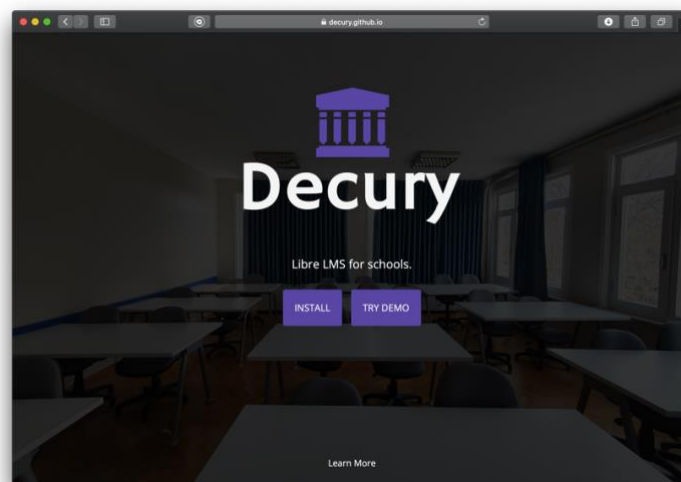 decury.github.io
Decury
Libre LMS for schools.
INSTALL TRY DEMO
Learn More